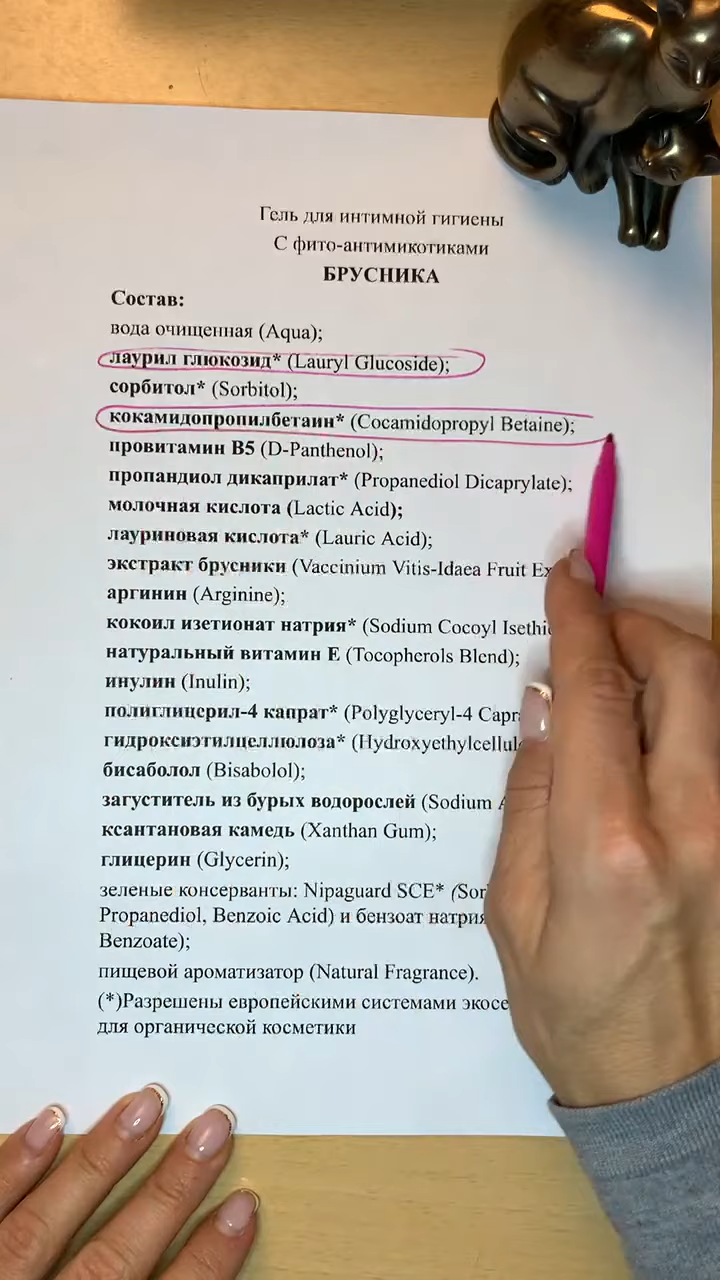 Гель для интимной гигиены
С фито-антимикотиками
БРУСНИКА
Состав:
вода очищенная (Aqua);
лаурил глюкозид* (Lauryl Glucoside);
сорбитол* (Sorbitol);
кокамидопропилбетаин* (Cocamidopropyl Betaine);
провитамин В5 (D-Panthenol);
пропандиол дикаприлат* (Propanediol Dicaprylate);
молочная кислота (Lactic Acid);
лауриновая кислота* (Lauric Acid);
экстракт брусники (Vaccinium Vitis-Idaea Fruit
аргинин (Arginine);
кокоил изетионат натрия* (Sodium Cocoyl
натуральный витамин Е (Tocopherols Blend);
инулин (Inulin);
полиглицерил-4 капрат* (Polyglyceryl-4
гидроксиэтилцеллюлоза*
бисаболол (Bisabolol);
загуститель из бурых водорослей (Sodium
ксантановая камедь (Xanthan Gum);
глицерин (Glycerin);
зеленые консерванты: Nipaguard SCE*
Propanediol, Benzoic Acid) и бензоат
Benzoate);
пищевой ароматизатор (Natural Fragrance).
(*)Разрешены европейскими системами
для органической косметики